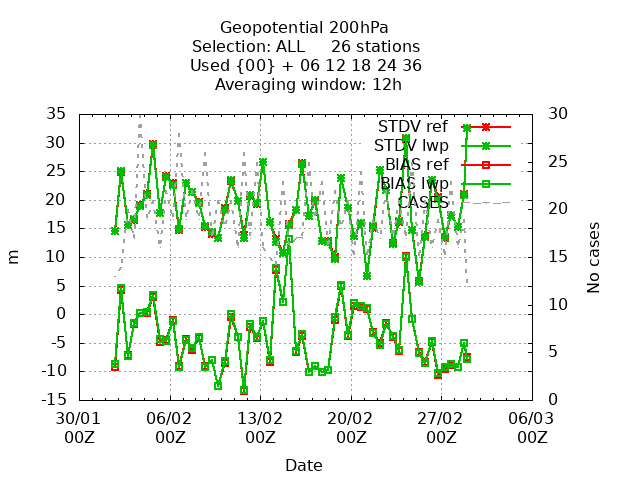 Geopotential 200hPa
Selection: ALL     26 stations
Used {00} + 06 12 18 24 36
Averaging window: 12h
35
30
25
20
15
10
5
0
-5
-10
-15
m
30
25
20
15
10
5
0
No cases
STDV ref
STDV lwp
BIAS ref
BIAS lwp
CASES
30/01 06/02 13/02 20/02 27/02 06/03
00Z 00Z 00Z 00Z 00Z 00Z
Date